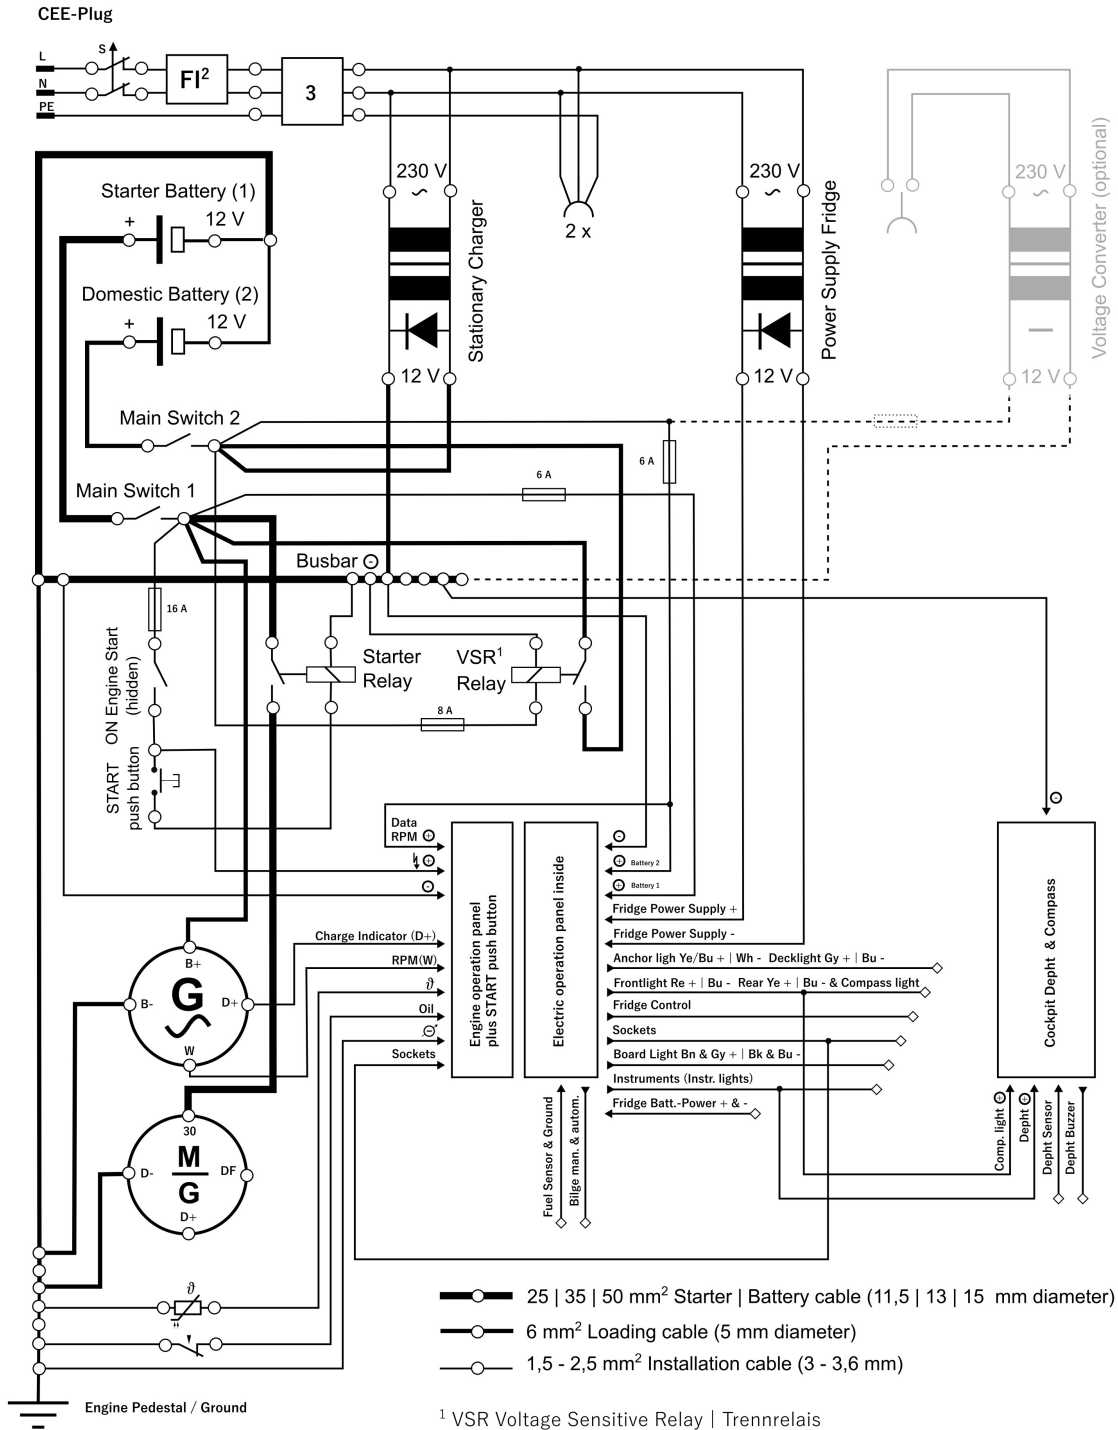 CEE-Plug
L
S
N
PE
FI²
3
230 V
~
230 V
~
230 V
~
Starter Battery (1)
+
12 V
2 x
Domestic Battery (2)
+
12 V
Stationary Charger
Power Supply Fridge
Voltage Converter (optional)
12 V
12 V
12 V
Main Switch 2
6 A
6 A
Main Switch 1
Busbar -
16 A
ON Engine Start
(hidden)
Starter
Relay
VSR¹
Relay
8 A
START
push button
Data
RPM +
+
-
Charge Indicator (D+)
RPM(W)
ϑ
Oil
Sockets
Engine operation panel
plus START push button
Electric operation panel inside
-
+ Battery 2
+ Battery 1
Fridge Power Supply +
Fridge Power Supply -
Anchor ligh Ye/Bu + | Wh - Decklight Gy + | Bu -
Frontlight Re + | Bu - Rear Ye + | Bu - & Compass light
Fridge Control
Sockets
Board Light Bn & Gy + | Bk & Bu -
Instruments (Instr. lights)
Fridge Batt.-Power + & -
Fuel Sensor & Ground
Bilge man. & autom.
-
Cockpit Depht & Compass
Comp. light +
Depht +
Depht Sensor
Depht Buzzer
B+
B-
G
D+
W
30
D-
M
G
DF
D+
ϑ
25 | 35 | 50 mm² Starter | Battery cable (11,5 | 13 | 15 mm diameter)
6 mm² Loading cable (5 mm diameter)
1,5 - 2,5 mm² Installation cable (3 - 3,6 mm)
Engine Pedestal / Ground
¹ VSR Voltage Sensitive Relay | Trennrelais